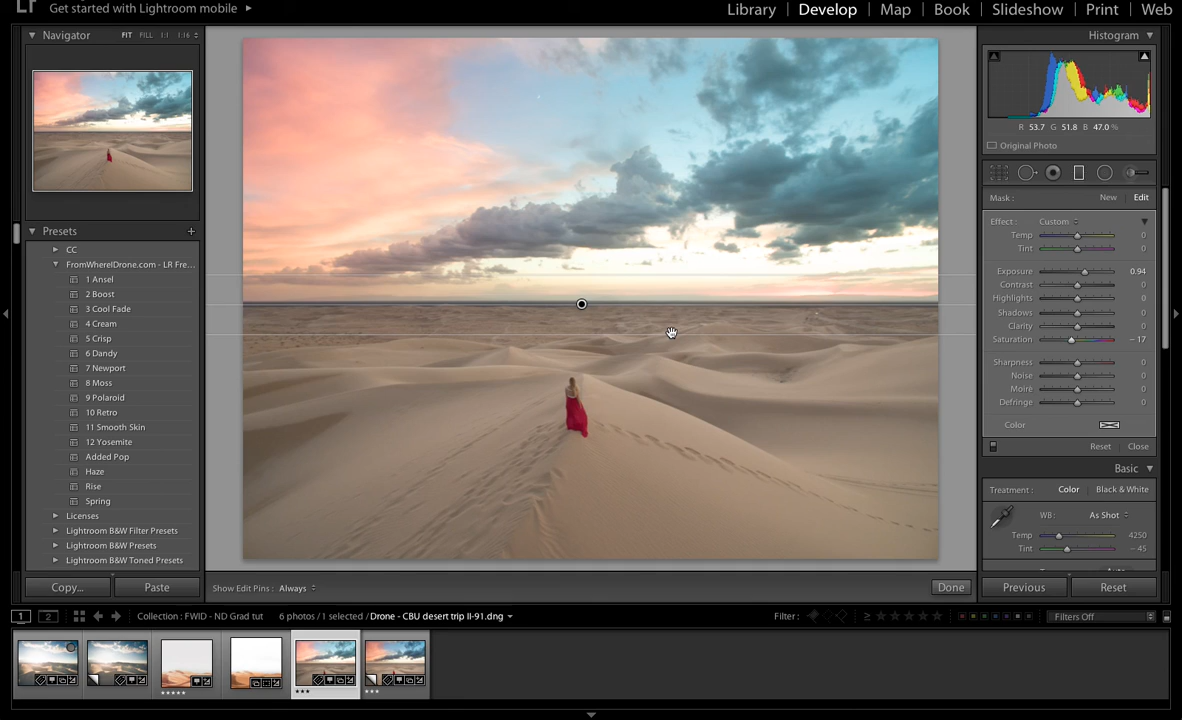 Lr Get started with Lightroom mobile
Library | Develop | Map | Book | Slideshow | Print | Web
Navigator FIT FILL 1:1 1:16
Histogram
R 53.7 G 51.8 B 47.0 %
Original Photo
Mask : New Edit
Effect : Custom
Temp 0
Tint 0
Exposure 0.94
Contrast 0
Highlights 0
Shadows 0
Clarity 0
Saturation – 17
Sharpness 0
Noise 0
Moiré 0
Defringe 0
Color
Reset Close
Basic
Treatment : Color Black & White
WB : As Shot
Temp 4250
Tint – 45
Previous Reset
Presets +
CC
FromWhereIDrone.com - LR Fre...
1 Ansel
2 Boost
3 Cool Fade
4 Cream
5 Crisp
6 Dandy
7 Newport
8 Moss
9 Polaroid
10 Retro
11 Smooth Skin
12 Yosemite
Added Pop
Haze
Rise
Spring
Licenses
Lightroom B&W Filter Presets
Lightroom B&W Presets
Lightroom B&W Toned Presets
Copy... Paste
Show Edit Pins : Always
Done
1 2 Collection : FWID - ND Grad tut 6 photos / 1 selected / Drone - CBU desert trip II-91.dng
Filter : Filters Off